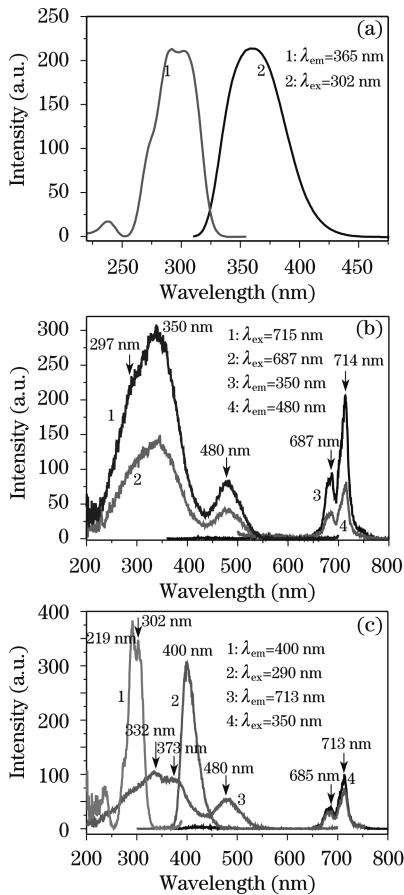 (a)
250
200
150
100
50
0
Intensity (a.u.)
1
2
1: λem=365 nm
2: λex=302 nm
250 300 350 400 450
Wavelength (nm)
(b)
300
250
200
150
100
50
0
Intensity (a.u.)
350 nm
297 nm
1
2
480 nm
1: λex=715 nm
2: λex=687 nm
3: λem=350 nm
4: λem=480 nm
714 nm
687 nm
3
4
200 300 400 500 600 700 800
Wavelength (nm)
(c)
400
300
200
100
0
Intensity (a.u.)
302 nm
219 nm
1
400 nm
2
332 nm
373 nm
480 nm
3
1: λem=400 nm
2: λex=290 nm
3: λem=713 nm
4: λex=350 nm
713 nm
685 nm
4
200 300 400 500 600 700 800
Wavelength (nm)